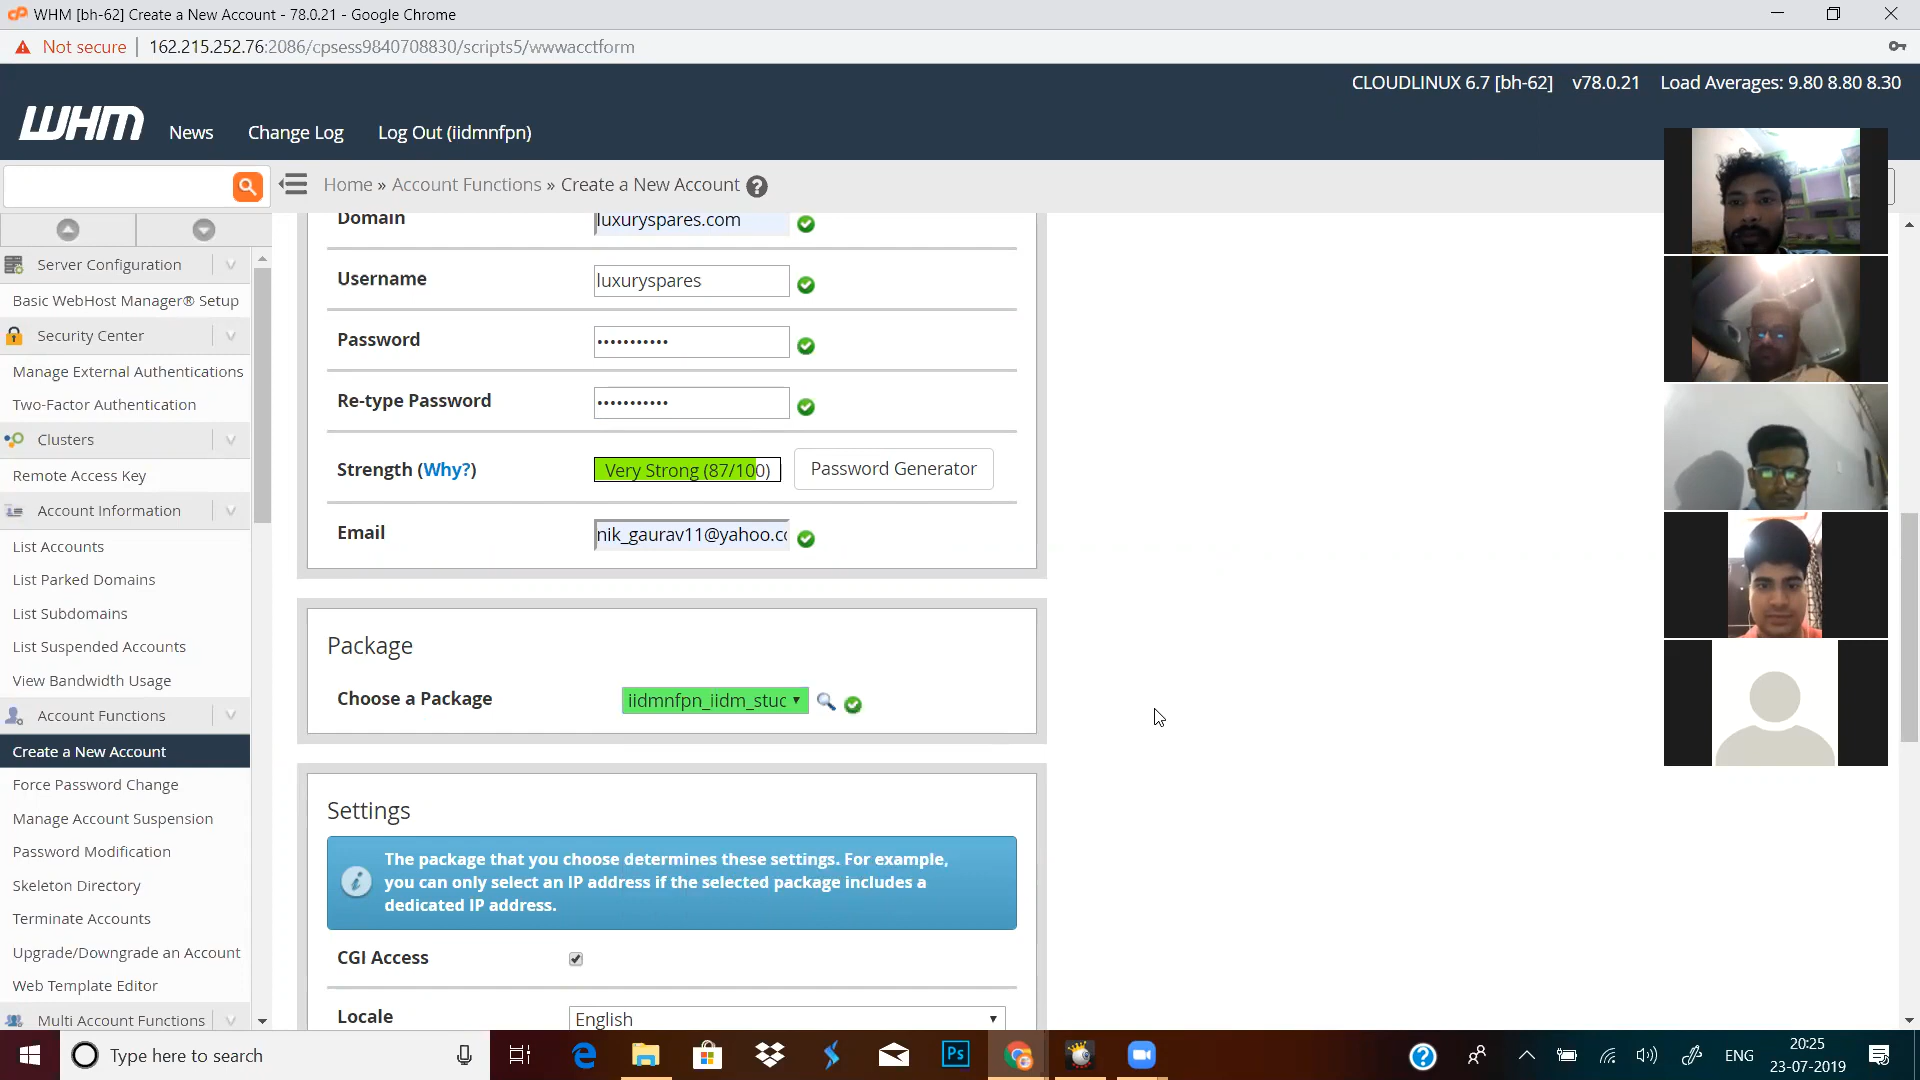 WHM [bh-62] Create a New Account - 78.0.21 - Google Chrome
Not secure | 162.215.252.76:2086/cpsess9840708830/scripts5/wwwacctform
CLOUDLINUX 6.7 [bh-62] v78.0.21 Load Averages: 9.80 8.80 8.30
WHM News Change Log Log Out (iidmnfpn)
Home » Account Functions » Create a New Account
Server Configuration
Basic WebHost Manager® Setup
Security Center
Manage External Authentications
Two-Factor Authentication
Clusters
Remote Access Key
Account Information
List Accounts
List Parked Domains
List Subdomains
List Suspended Accounts
View Bandwidth Usage
Account Functions
Create a New Account
Force Password Change
Manage Account Suspension
Password Modification
Skeleton Directory
Terminate Accounts
Upgrade/Downgrade an Account
Web Template Editor
Multi Account Functions
Domain luxuryspares.com
Username luxuryspares
Password •••••••••••
Re-type Password •••••••••••
Strength (Why?) Very Strong (87/100) Password Generator
Email nik_gaurav11@yahoo.co
Package
Choose a Package iidmnfpn_iidm_stuc
Settings
The package that you choose determines these settings. For example,
you can only select an IP address if the selected package includes a
dedicated IP address.
CGI Access
Locale English
Type here to search
Ps
ENG
20:25
23-07-2019